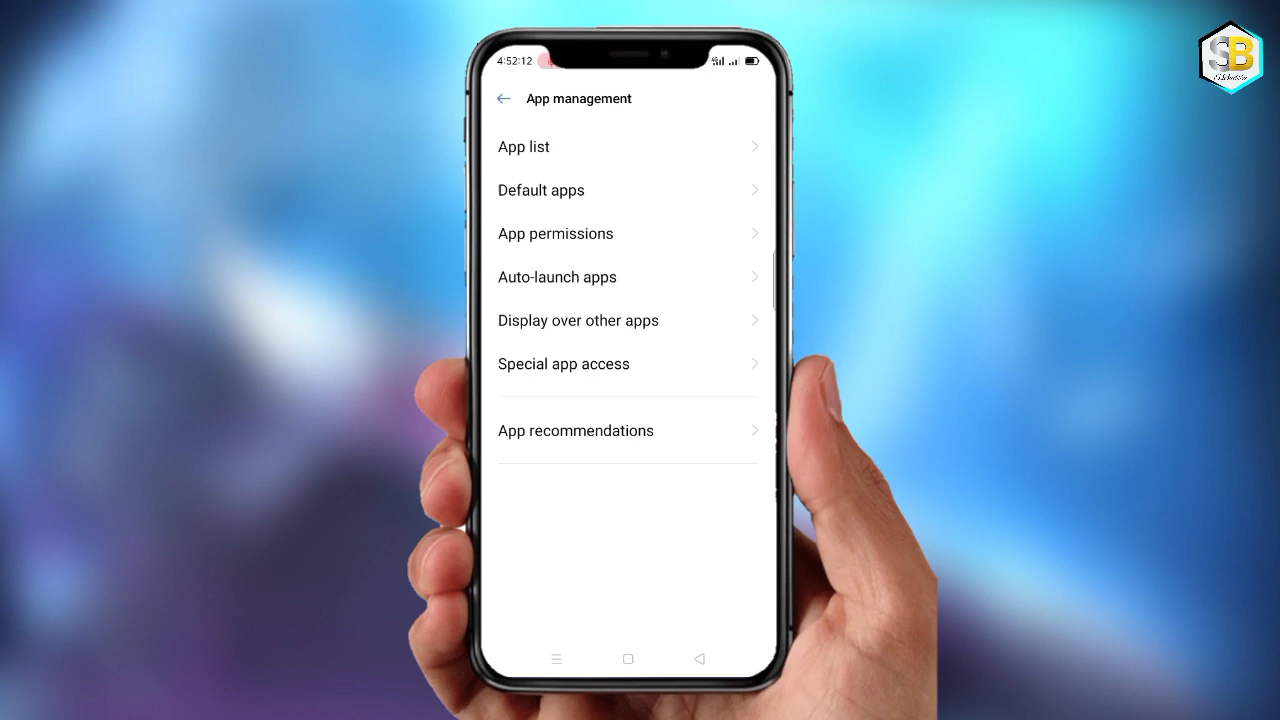 SB
4:52:12
App management
App list
Default apps
App permissions
Auto-launch apps
Display over other apps
Special app access
App recommendations